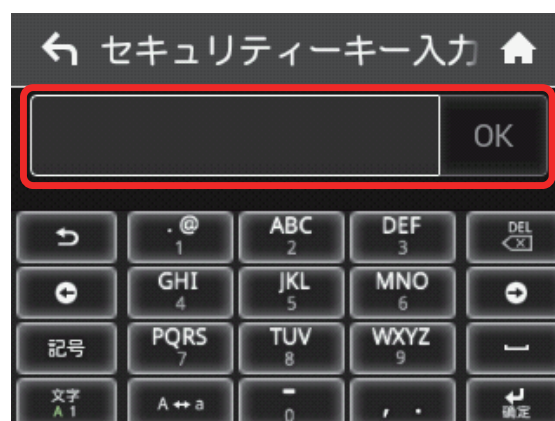 セキュリティーキー入力
OK
. @ 1 ABC 2 DEF 3 DEL
GHI 4 JKL 5 MNO 6
記号 PQRS 7 TUV 8 WXYZ 9
文字 A 1 A ↔ a - 0 , . 確定